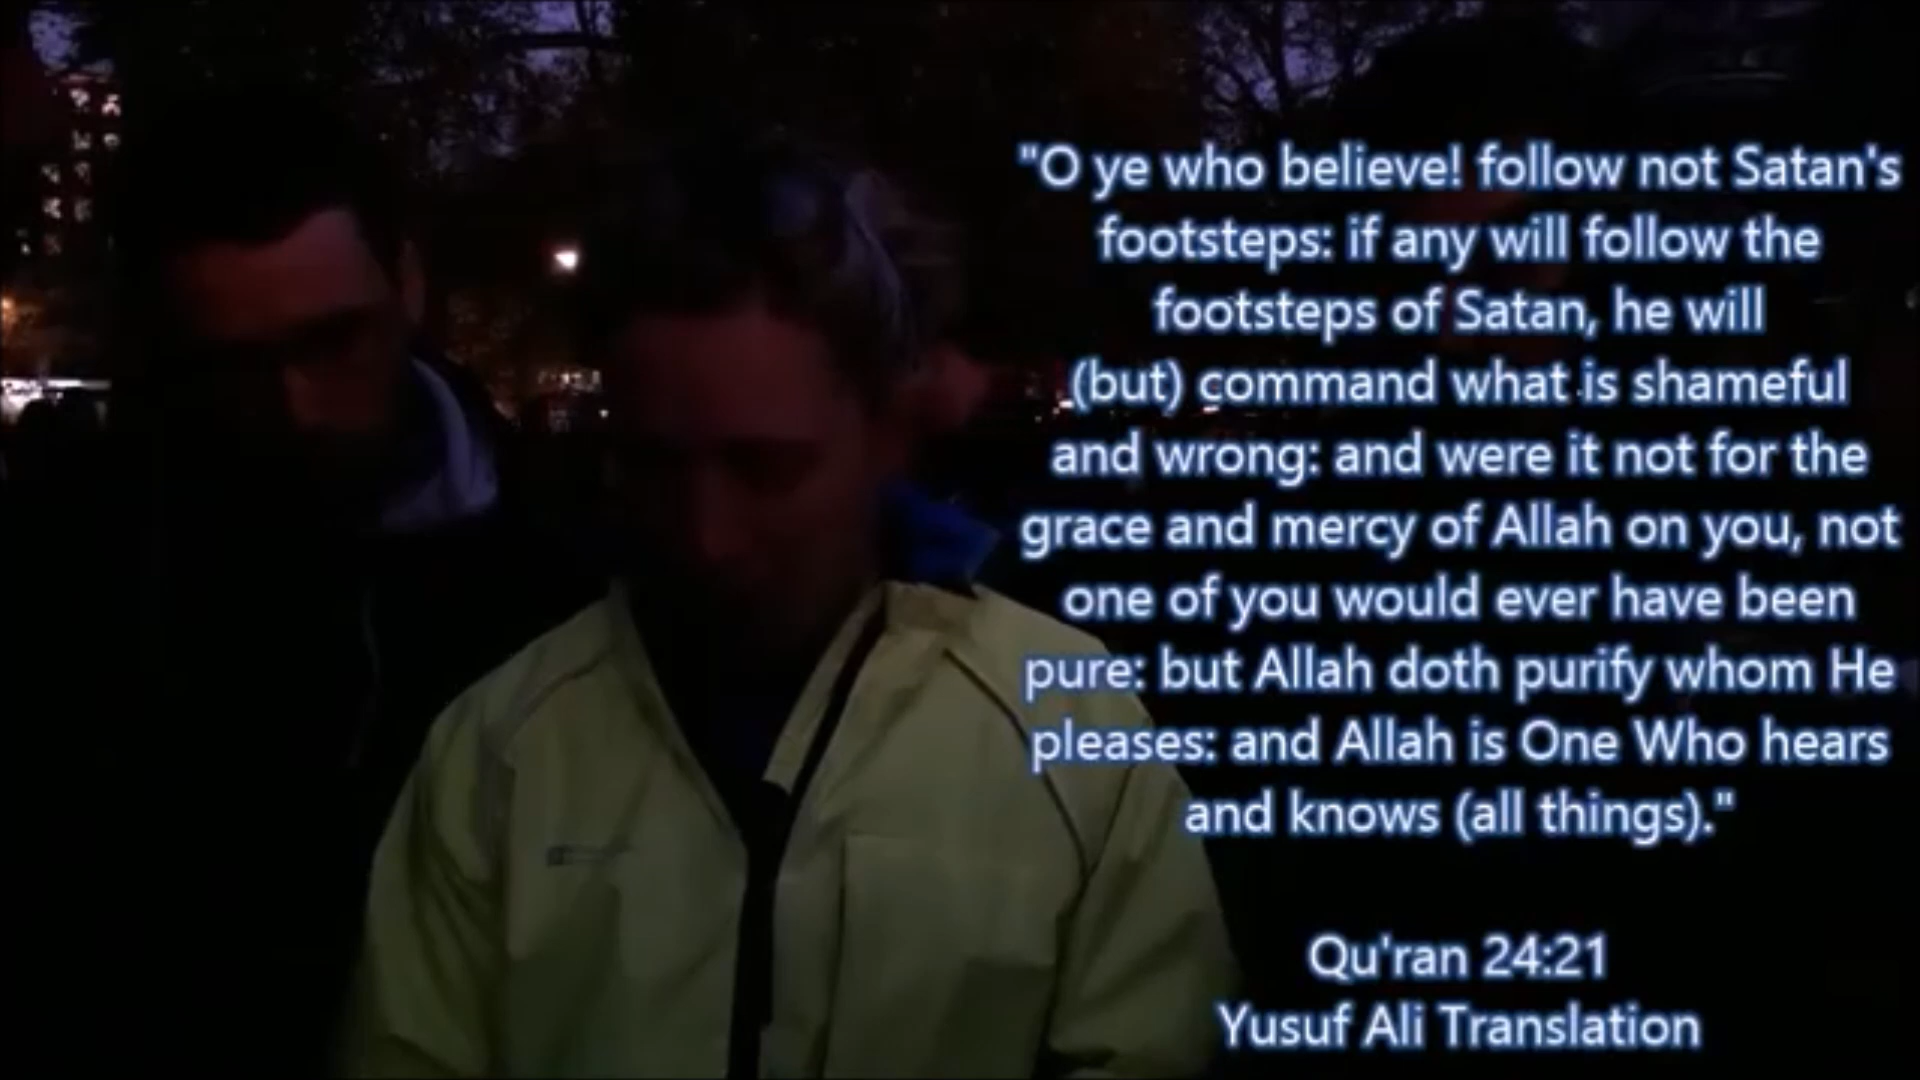 "O ye who believe! follow not Satan's
footsteps: if any will follow the
footsteps of Satan, he will
(but) command what is shameful
and wrong: and were it not for the
grace and mercy of Allah on you, not
one of you would ever have been
pure: but Allah doth purify whom He
pleases: and Allah is One Who hears
and knows (all things)."
Qu'ran 24:21
Yusuf Ali Translation